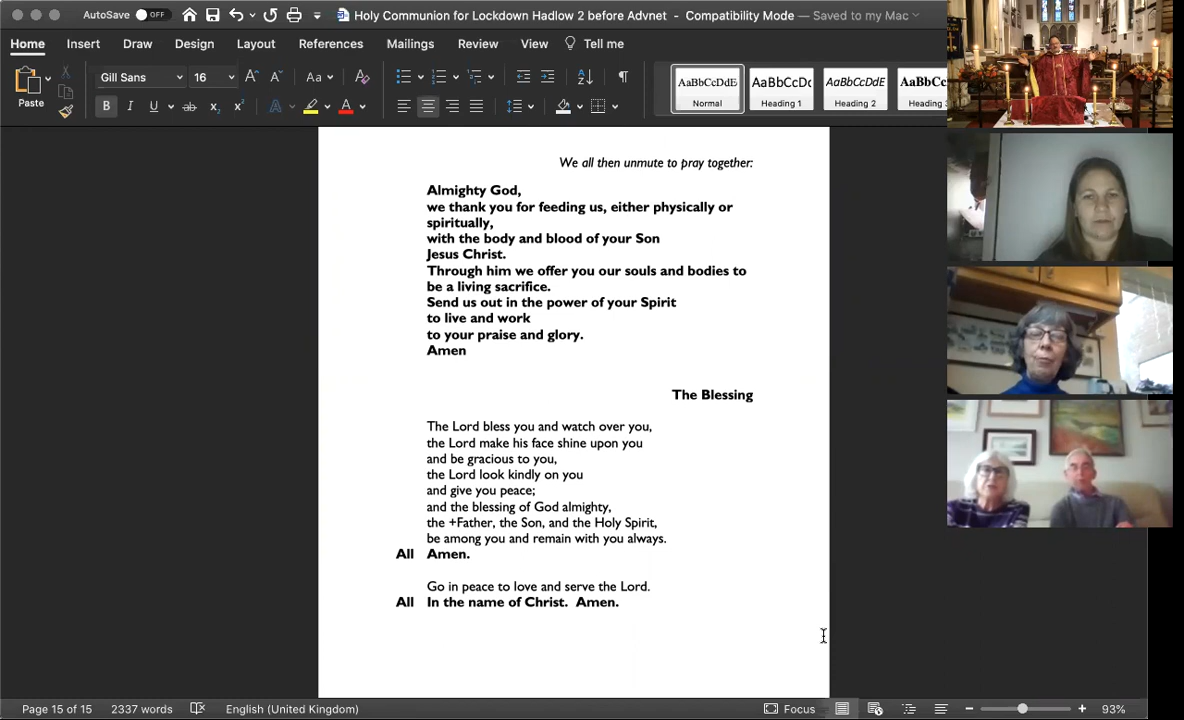 AutoSave OFF Holy Communion for Lockdown Hadlow 2 before Advnet - Compatibility Mode — Saved to my Mac
Home Insert Draw Design Layout References Mailings Review View Tell me
Paste Gill Sans 16 A A Aa A
B I U ab x₂ x² A A
AaBbCcDdE AaBbCcDc AaBbCcDdE AaBbCc
Normal Heading 1 Heading 2 Heading
We all then unmute to pray together:
Almighty God,
we thank you for feeding us, either physically or
spiritually,
with the body and blood of your Son
Jesus Christ.
Through him we offer you our souls and bodies to
be a living sacrifice.
Send us out in the power of your Spirit
to live and work
to your praise and glory.
Amen
The Blessing
The Lord bless you and watch over you,
the Lord make his face shine upon you
and be gracious to you,
the Lord look kindly on you
and give you peace;
and the blessing of God almighty,
the +Father, the Son, and the Holy Spirit,
be among you and remain with you always.
All Amen.
Go in peace to love and serve the Lord.
All In the name of Christ. Amen.
Page 15 of 15 2337 words English (United Kingdom) Focus 93%